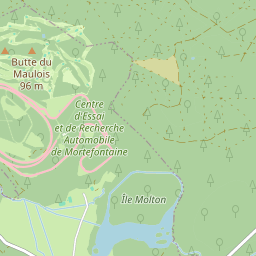 Butte du
Maulois
96 m
Centre
d'Essai
et de Recherche
Automobile
de Mortefontaine
Île Molton